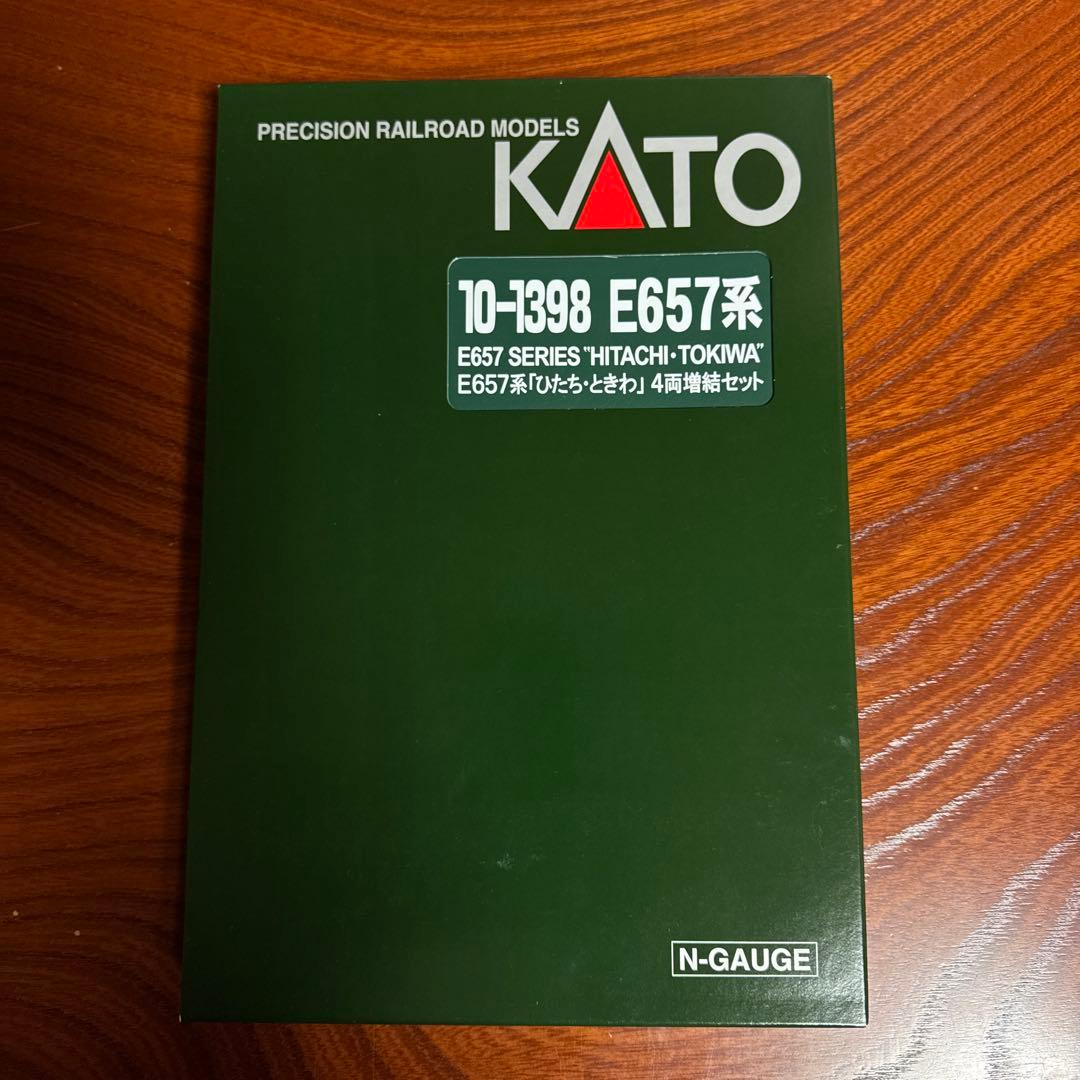 PRECISION RAILROAD MODELS
KATO
10-1398 E657系
E657 SERIES "HITACHI・TOKIWA"
E657系「ひたち・ときわ」 4両増結セット
N-GAUGE